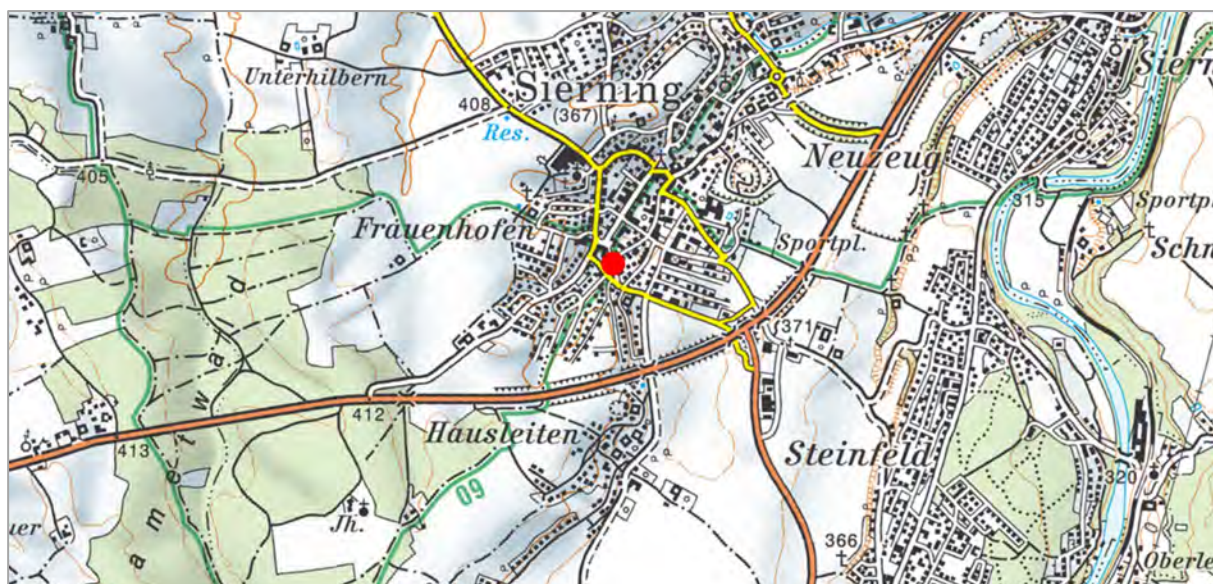 Unterhilbern
Sierning
(367)
408
Res.
Neuzeug
405
315
Sportpl.
Frauenhofen
Sportpl.
371
412
Hausleiten
413
Steinfeld
09
320
Jh.
366